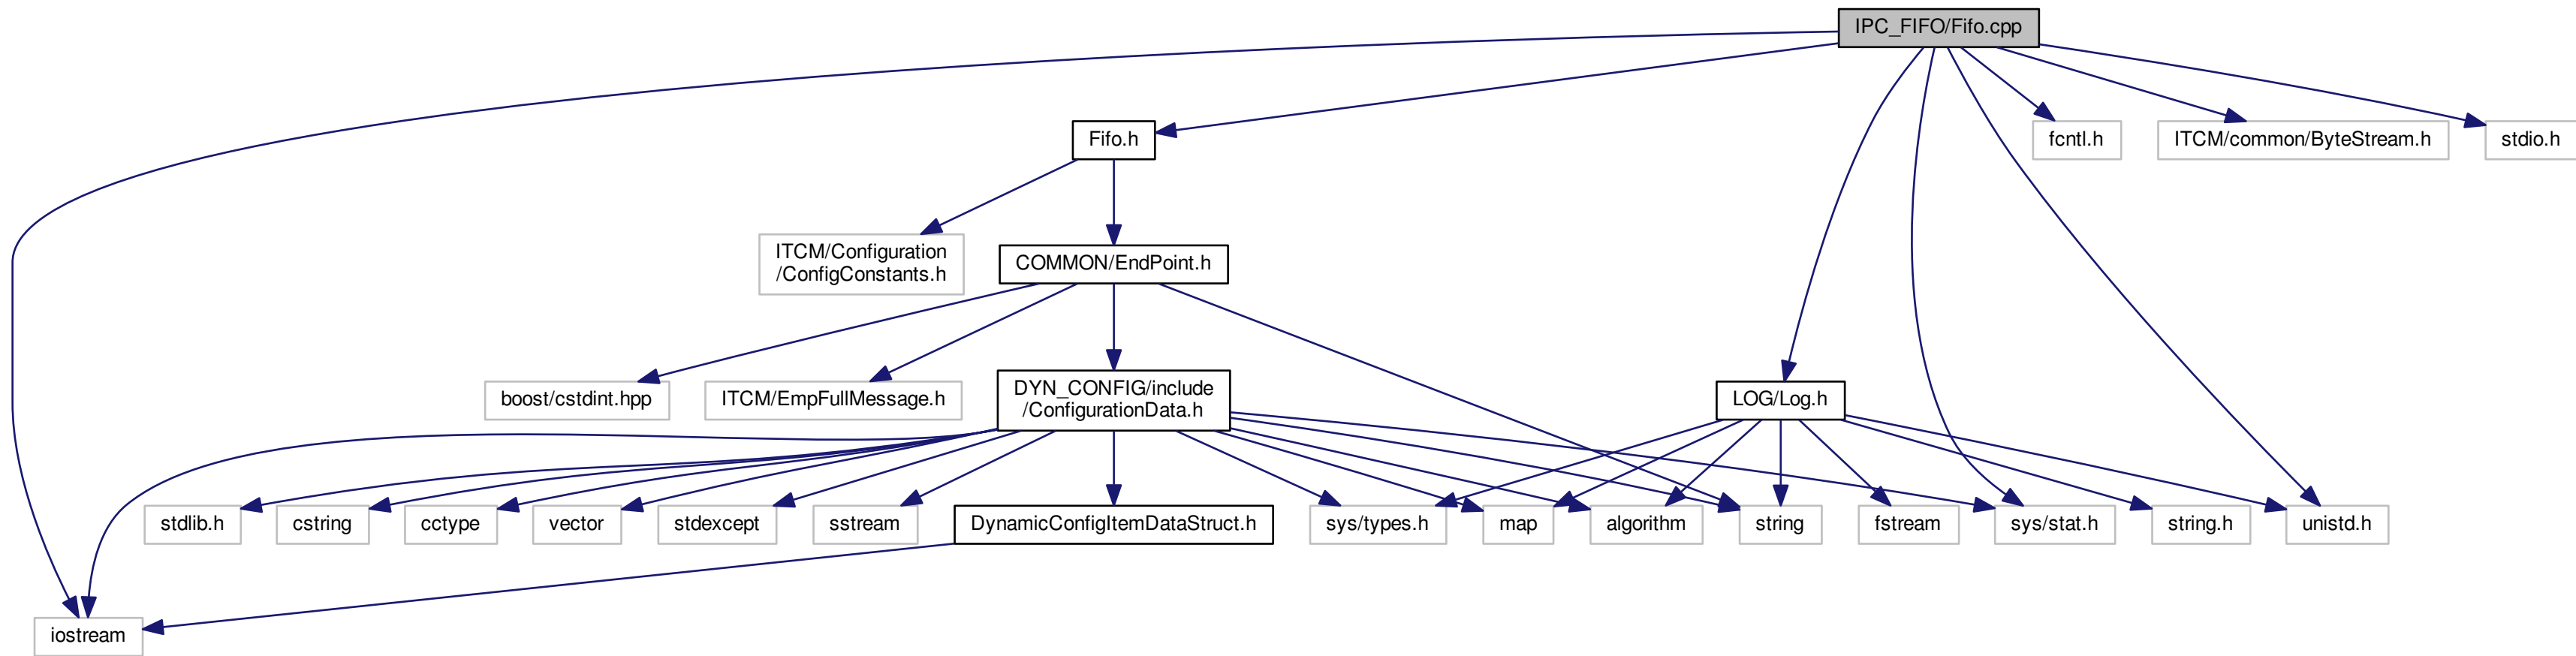 IPC_FIFO/Fifo.cpp
Fifo.h
fcntl.h
ITCM/common/ByteStream.h
stdio.h
ITCM/Configuration
/ConfigConstants.h
COMMON/EndPoint.h
boost/cstdint.hpp
ITCM/EmpFullMessage.h
DYN_CONFIG/include
/ConfigurationData.h
LOG/Log.h
stdlib.h
cstring
cctype
vector
stdexcept
sstream
DynamicConfigItemDataStruct.h
sys/types.h
map
algorithm
string
fstream
sys/stat.h
string.h
unistd.h
iostream